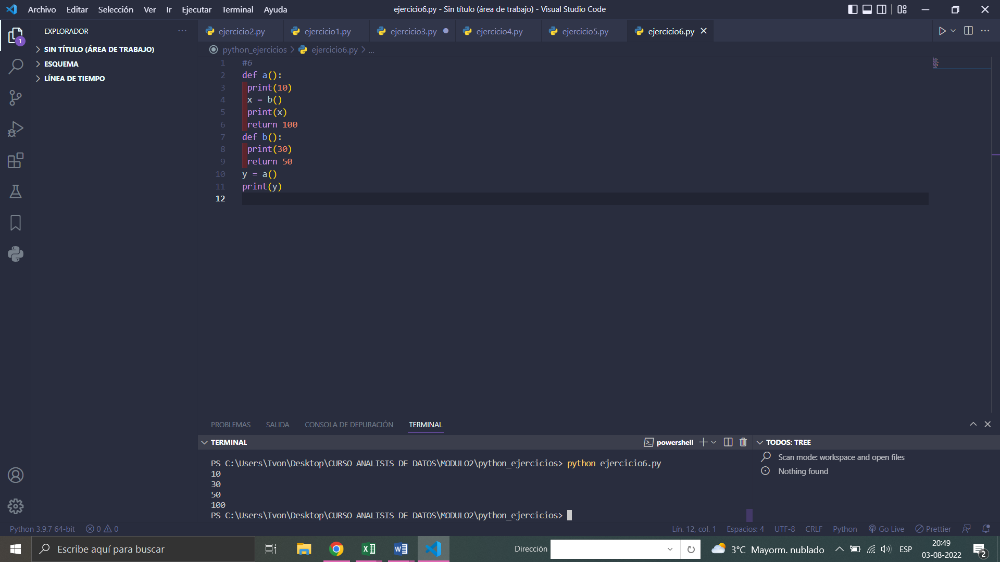 Archivo Editar Selección Ver Ir Ejecutar Terminal Ayuda
ejercicio6.py - Sin título (área de trabajo) - Visual Studio Code
EXPLORADOR
1
SIN TÍTULO (ÁREA DE TRABAJO)
ESQUEMA
LÍNEA DE TIEMPO
ejercicio2.py ejercicio1.py ejercicio3.py ejercicio4.py ejercicio5.py ejercicio6.py
python_ejercicios > ejercicio6.py > ...
1 #6
2 def a():
3 print(10)
4 x = b()
5 print(x)
6 return 100
7 def b():
8 print(30)
9 return 50
10 y = a()
11 print(y)
12
PROBLEMAS SALIDA CONSOLA DE DEPURACIÓN TERMINAL
TERMINAL
powershell
TODOS: TREE
Scan mode: workspace and open files
Nothing found
PS C:\Users\Ivon\Desktop\CURSO ANALISIS DE DATOS\MODULO2\python_ejercicios> python ejercicio6.py
10
30
50
100
PS C:\Users\Ivon\Desktop\CURSO ANALISIS DE DATOS\MODULO2\python_ejercicios>
Python 3.9.7 64-bit 0 0 Lín. 12, col. 1 Espacios: 4 UTF-8 CRLF Python Go Live Prettier
Escribe aquí para buscar
Dirección
3°C Mayorm. nublado
ESP
20:49
03-08-2022
2